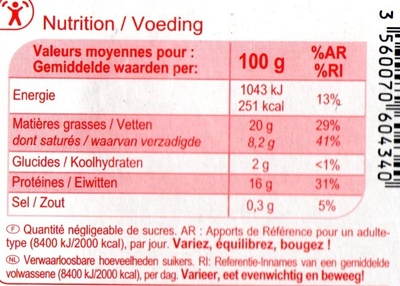 Nutrition / Voeding
Valeurs moyennes pour :
Gemiddelde waarden per:
100 g
%AR
%RI
Energie
1043 kJ
251 kcal
13%
Matières grasses / Vetten 20 g 29%
dont saturés / waarvan verzadigde 8,2 g 41%
Glucides / Koolhydraten 2 g <1%
Protéines / Eiwitten 16 g 31%
Sel / Zout 0,3 g 5%
(F) Quantité négligeable de sucres. AR : Apports de Référence pour un adulte-
type (8400 kJ/2000 kcal), par jour. Variez, équilibrez, bougez !
(NL) Verwaarloosbare hoeveelheden suikers. RI: Referentie-Innames van een gemiddelde
volwassene (8400 kJ/2000 kcal), per dag. Varieer, eet evenwichtig en beweeg!
3 560070 604340